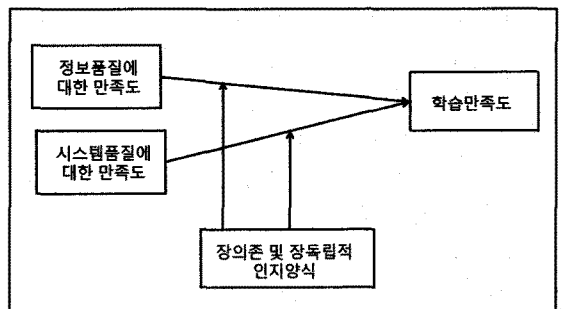 정보품질에
대한 만족도
학습만족도
시스템품질에
대한 만족도
장의존 및 장독립적
인지양식